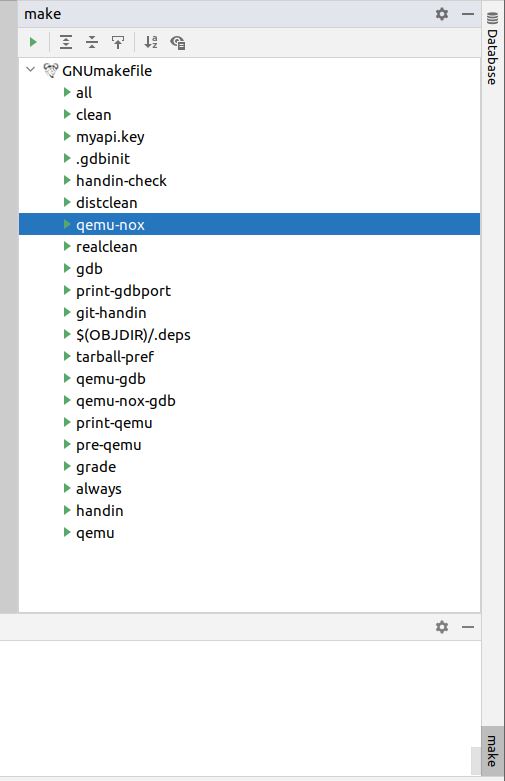 make
Database
GNUmakefile
all
clean
myapi.key
.gdbinit
handin-check
distclean
qemu-nox
realclean
gdb
print-gdbport
git-handin
$(OBJDIR)/.deps
tarball-pref
qemu-gdb
qemu-nox-gdb
print-qemu
pre-qemu
grade
always
handin
qemu
make